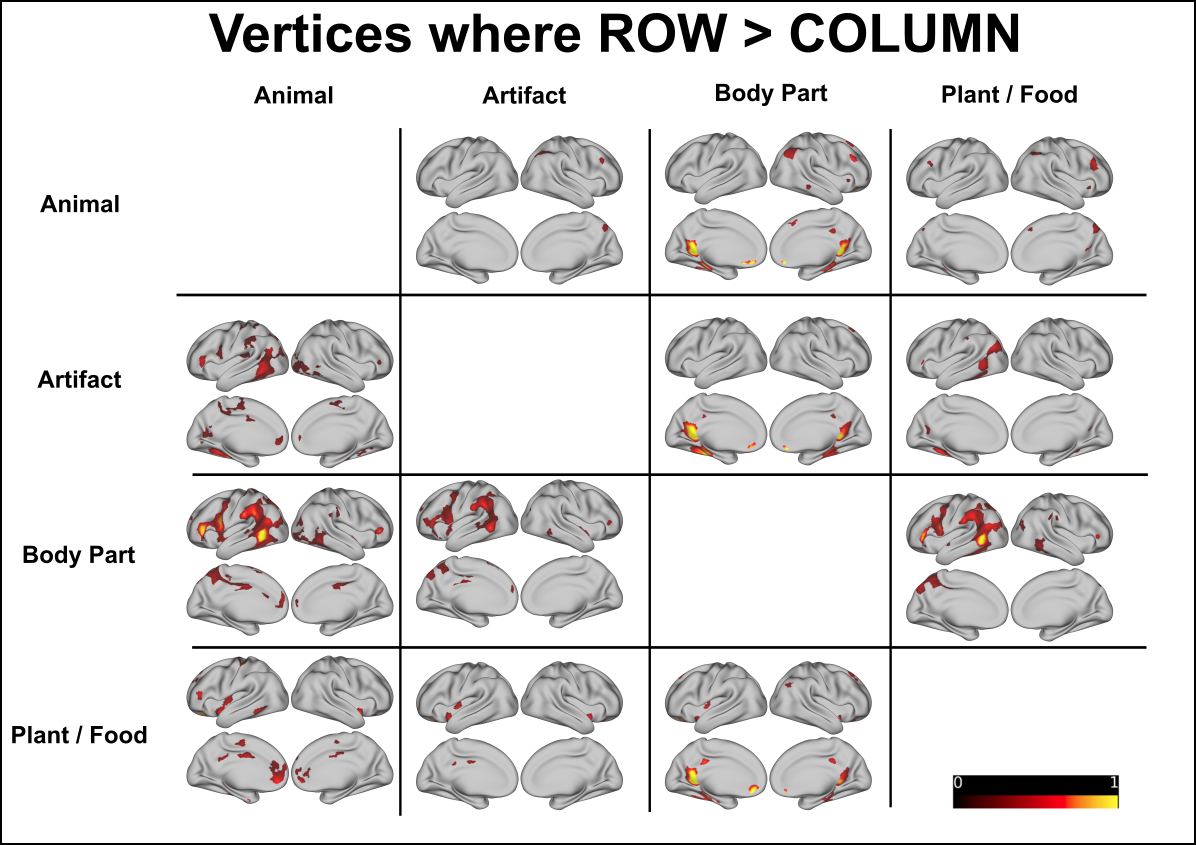 Vertices where ROW > COLUMN
Animal Artifact Body Part Plant / Food
Animal
Artifact
Body Part
Plant / Food
0 1